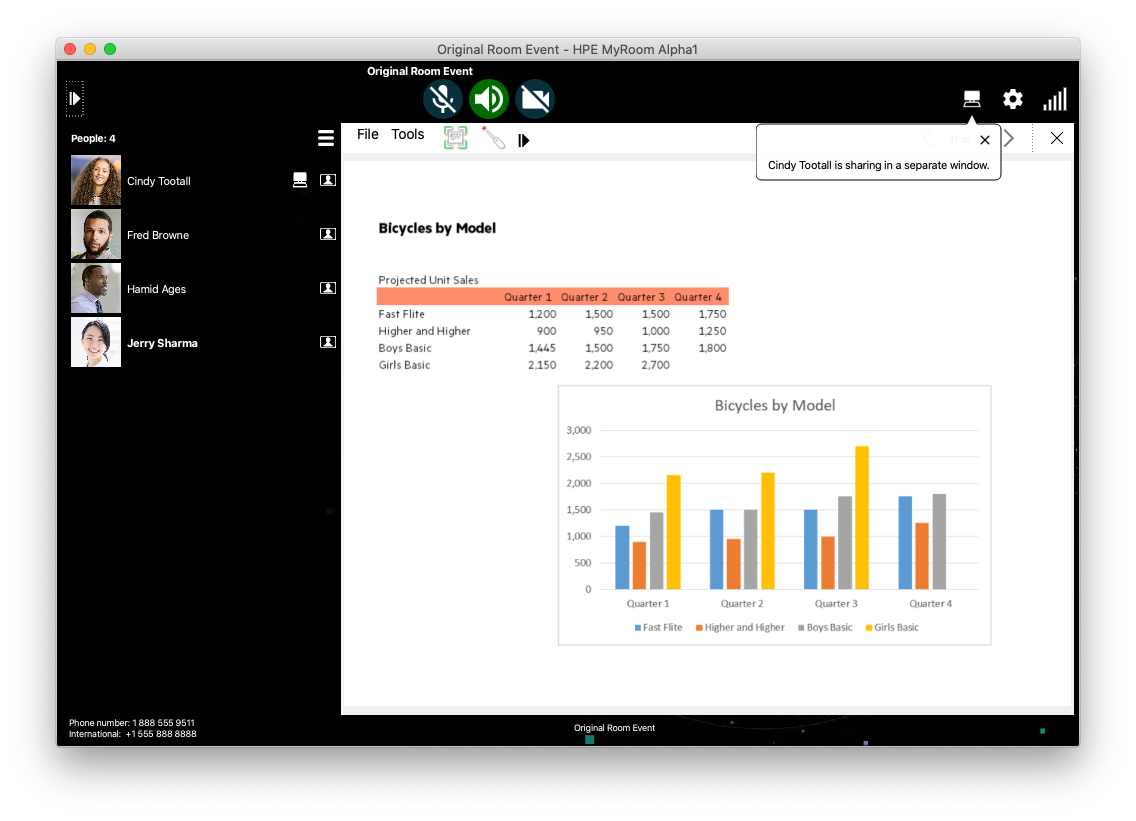 Original Room Event - HPE MyRoom Alpha1
Original Room Event
People: 4
File Tools
Cindy Tootall is sharing in a separate window.
Cindy Tootall
Fred Browne
Hamid Ages
Jerry Sharma
Bicycles by Model
Projected Unit Sales
Quarter 1 Quarter 2 Quarter 3 Quarter 4
Fast Flite 1,200 1,500 1,500 1,750
Higher and Higher 900 950 1,000 1,250
Boys Basic 1,445 1,500 1,750 1,800
Girls Basic 2,150 2,200 2,700
Bicycles by Model
3,000
2,500
2,000
1,500
1,000
500
0
Quarter 1 Quarter 2 Quarter 3 Quarter 4
Fast Flite Higher and Higher Boys Basic Girls Basic
Phone number: 1 888 555 9511
International: +1 555 888 8888
Original Room Event